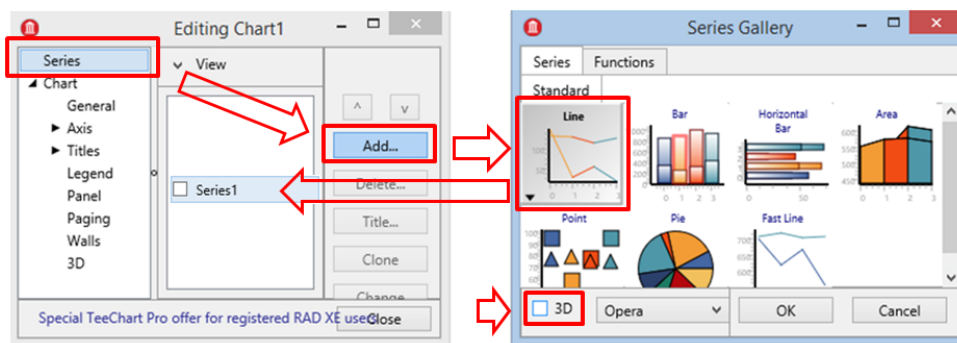 Editing Chart1
Series
Chart
General
Axis
Titles
Legend
Panel
Paging
Walls
3D
View
Series1
Add...
Delete...
Title...
Clone
Change
Special TeeChart Pro offer for registered RAD XE users
Close
Series Gallery
Series Functions
Standard
Line
Bar
Horizontal Bar
Area
Point
Pie
Fast Line
3D
Opera
OK
Cancel